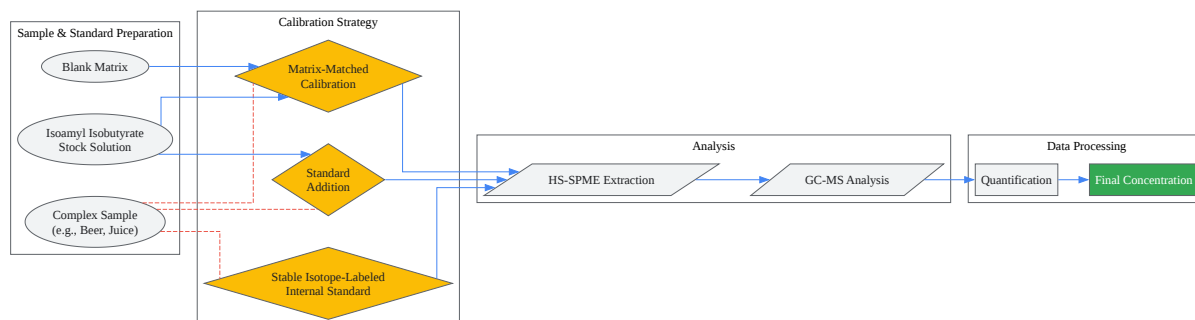 Sample & Standard Preparation
Blank Matrix
Isoamyl Isobutyrate
Stock Solution
Complex Sample
(e.g., Beer, Juice)
Calibration Strategy
Matrix-Matched
Calibration
Standard
Addition
Stable Isotope-Labeled
Internal Standard
Analysis
HS-SPME Extraction
GC-MS Analysis
Data Processing
Quantification
Final Concentration